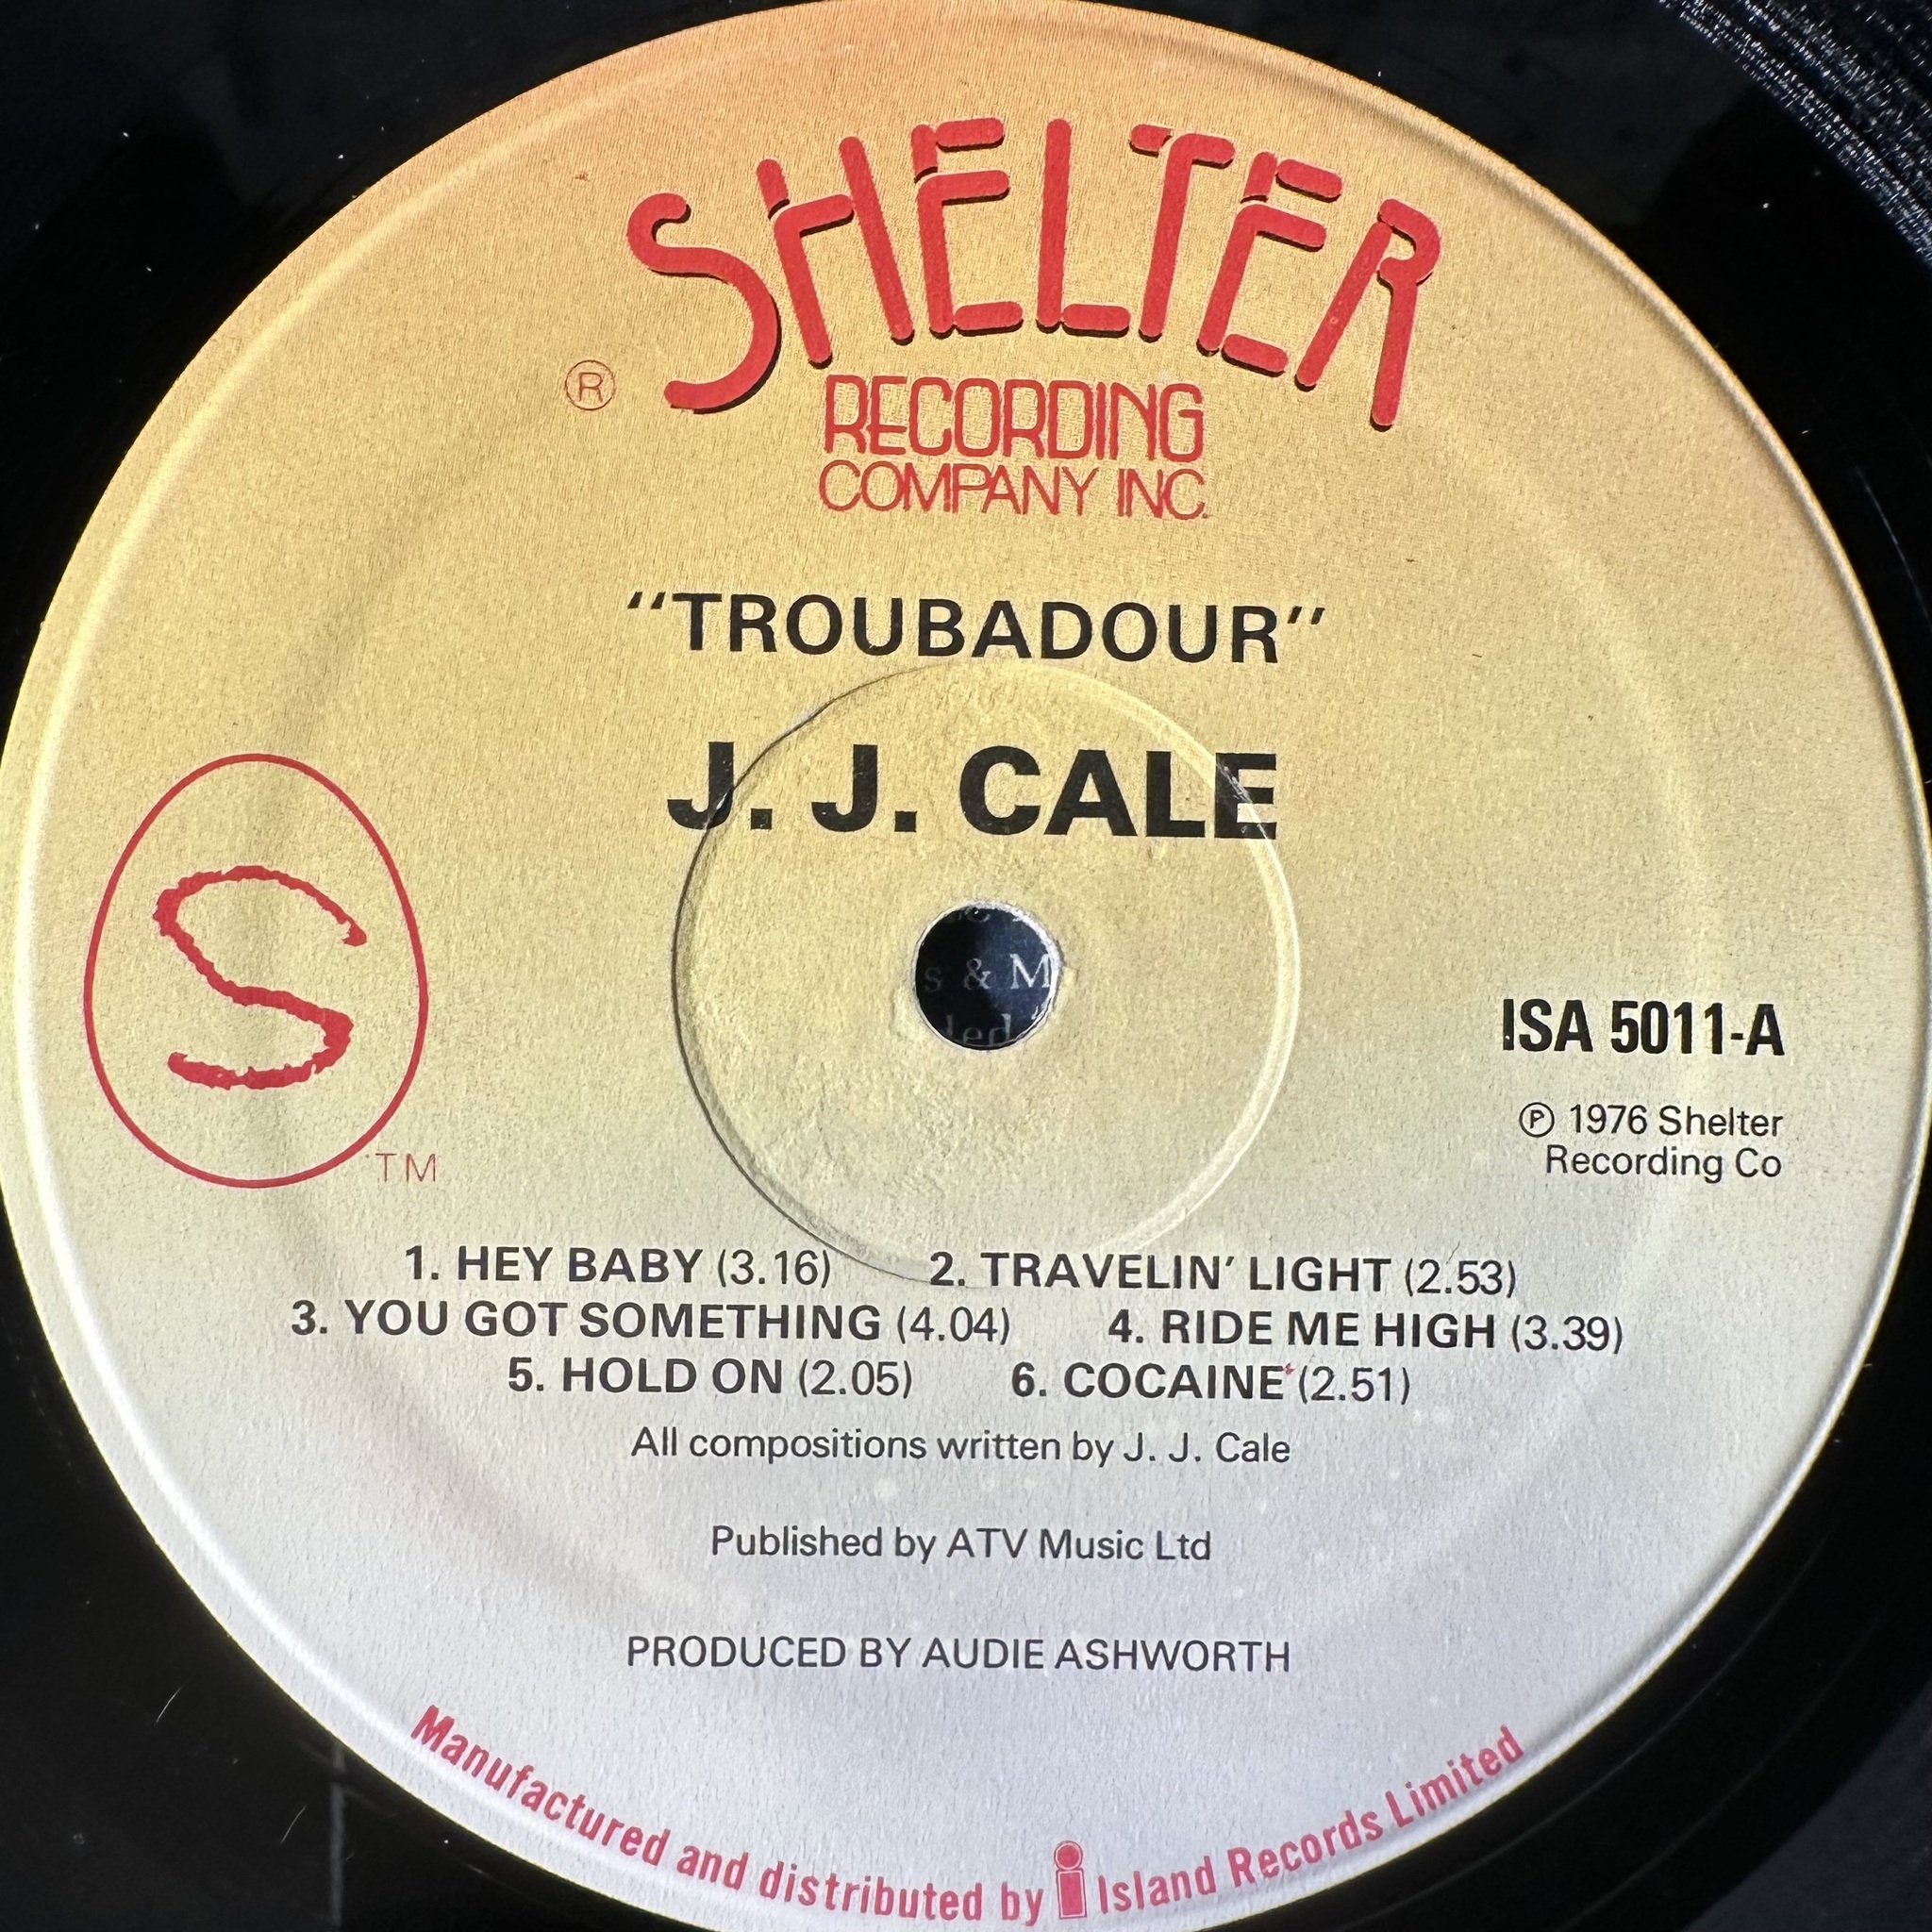 SHELTER
®
RECORDING
COMPANY INC.
"TROUBADOUR"
J. J. CALE
S
TM
s & M
ISA 5011-A
℗ 1976 Shelter
Recording Co
1. HEY BABY (3.16) 2. TRAVELIN' LIGHT (2.53)
3. YOU GOT SOMETHING (4.04) 4. RIDE ME HIGH (3.39)
5. HOLD ON (2.05) 6. COCAINE (2.51)
All compositions written by J. J. Cale
Published by ATV Music Ltd
PRODUCED BY AUDIE ASHWORTH
Manufactured and distributed by i Island Records Limited